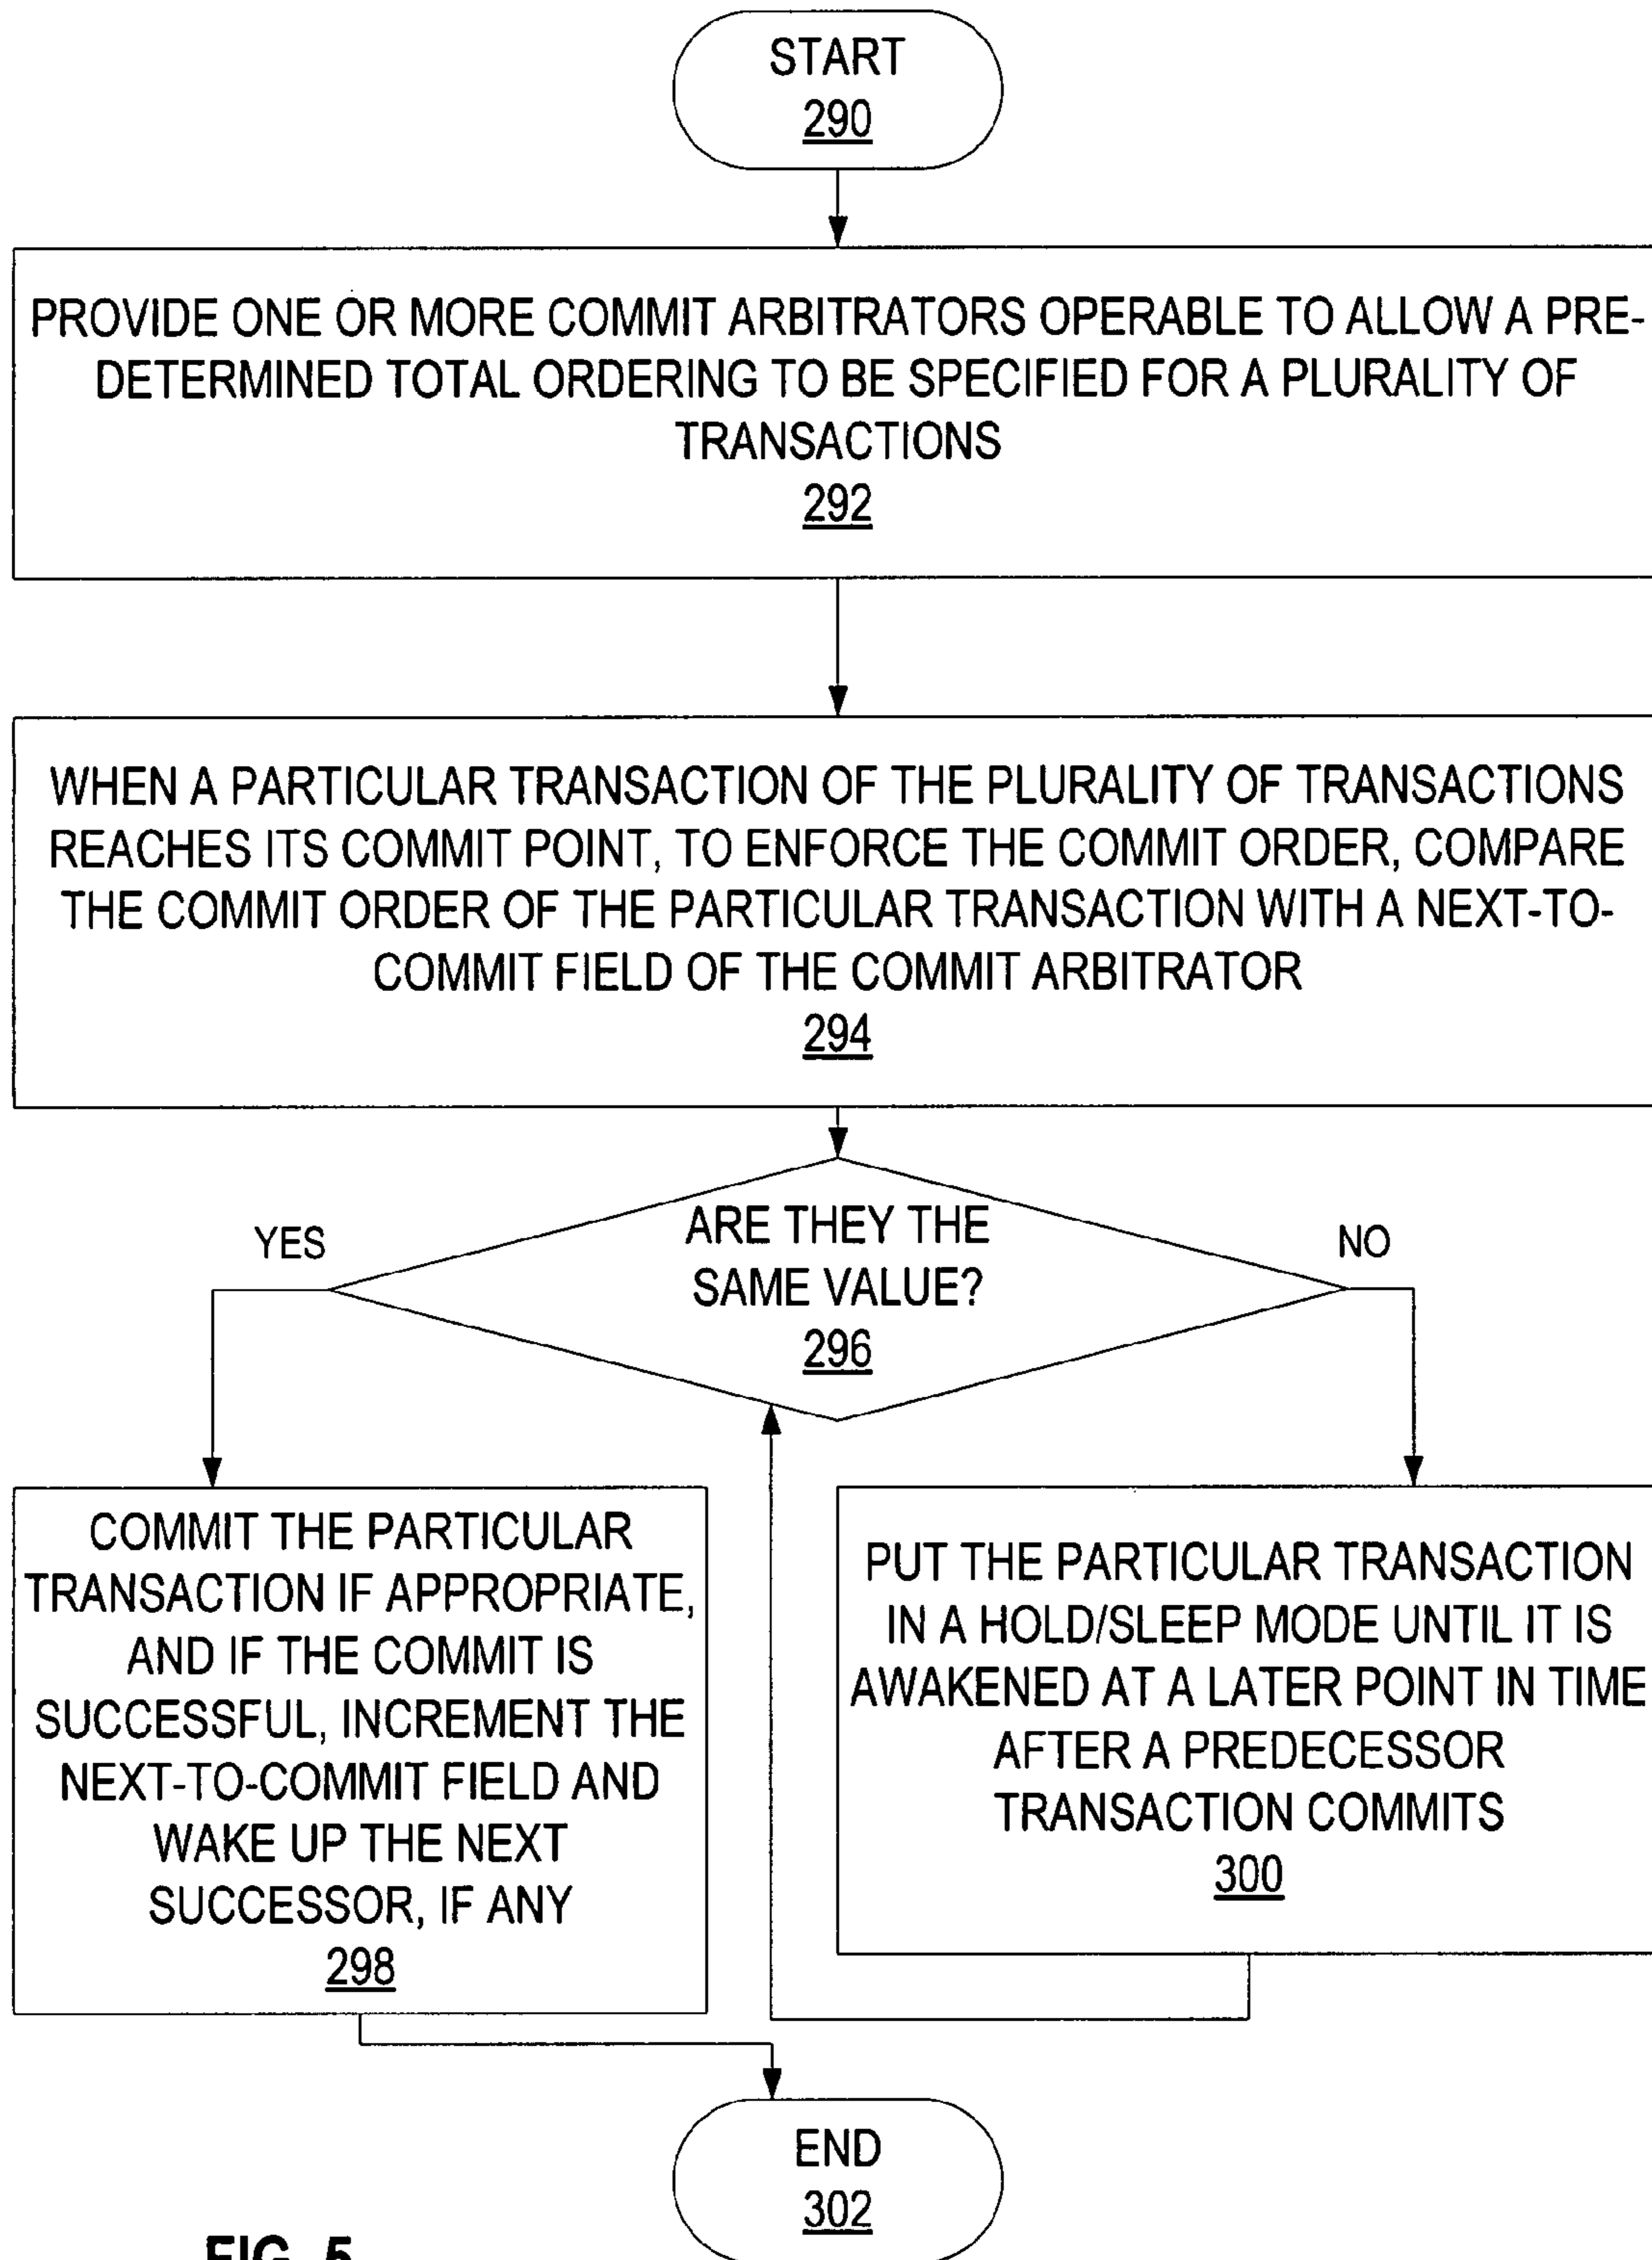 START
290
PROVIDE ONE OR MORE COMMIT ARBITRATORS OPERABLE TO ALLOW A PRE-
DETERMINED TOTAL ORDERING TO BE SPECIFIED FOR A PLURALITY OF
TRANSACTIONS
292
WHEN A PARTICULAR TRANSACTION OF THE PLURALITY OF TRANSACTIONS
REACHES ITS COMMIT POINT, TO ENFORCE THE COMMIT ORDER, COMPARE
THE COMMIT ORDER OF THE PARTICULAR TRANSACTION WITH A NEXT-TO-
COMMIT FIELD OF THE COMMIT ARBITRATOR
294
ARE THEY THE
SAME VALUE?
296
YES
NO
COMMIT THE PARTICULAR
TRANSACTION IF APPROPRIATE,
AND IF THE COMMIT IS
SUCCESSFUL, INCREMENT THE
NEXT-TO-COMMIT FIELD AND
WAKE UP THE NEXT
SUCCESSOR, IF ANY
298
PUT THE PARTICULAR TRANSACTION
IN A HOLD/SLEEP MODE UNTIL IT IS
AWAKENED AT A LATER POINT IN TIME
AFTER A PREDECESSOR
TRANSACTION COMMITS
300
END
302
FIG. 5